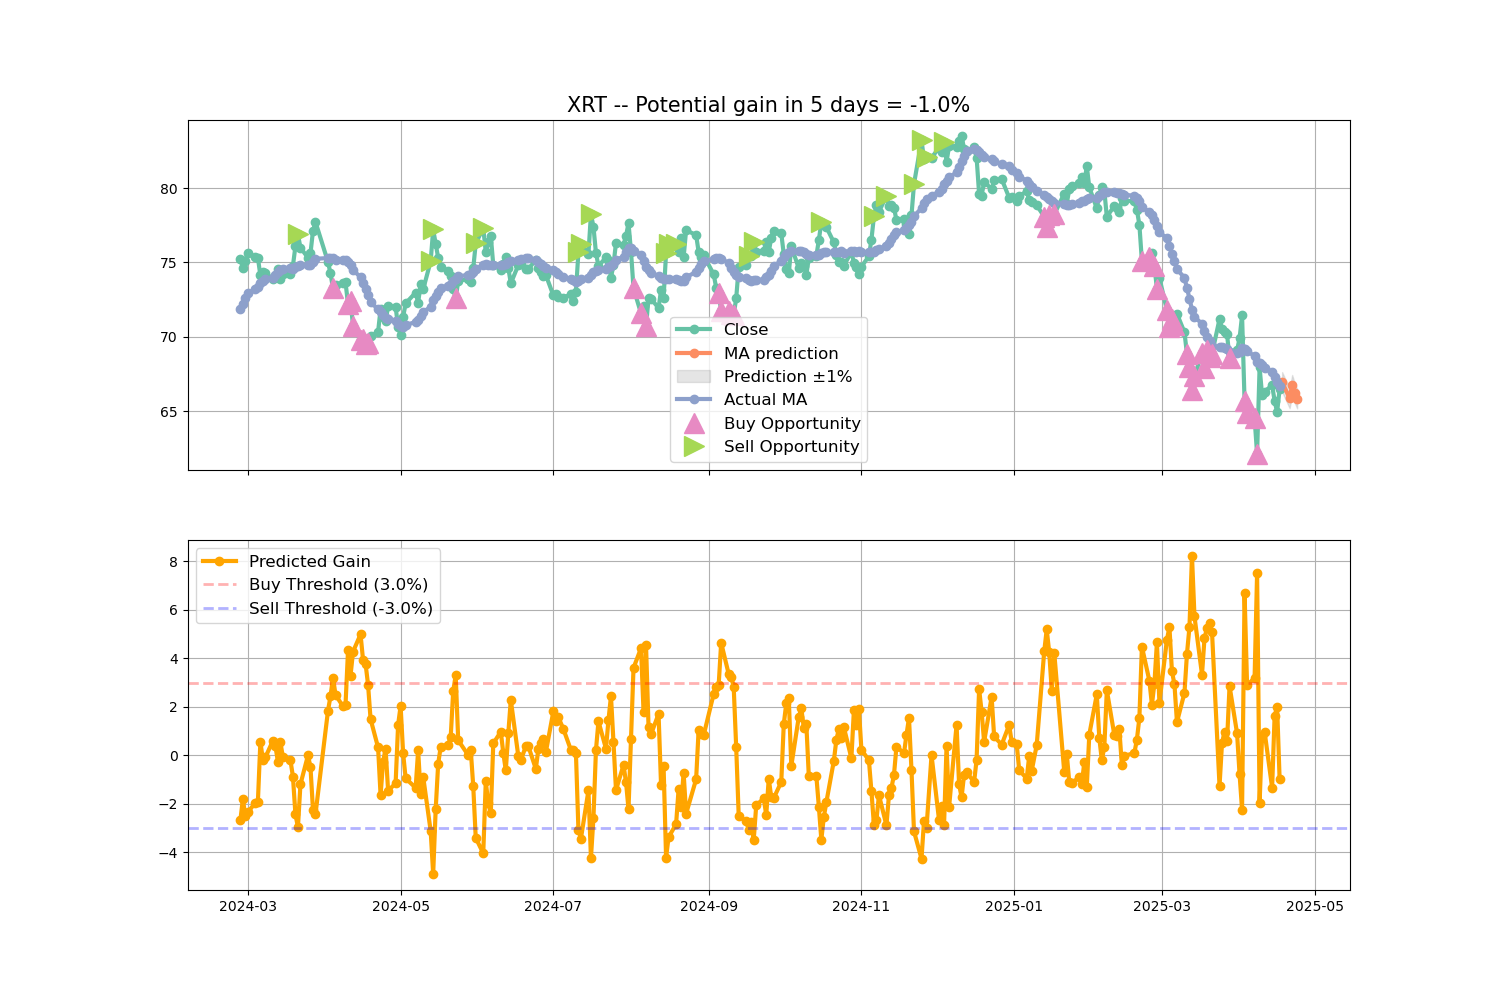 XRT -- Potential gain in 5 days = -1.0%
80
75
70
65
Close
MA prediction
Prediction ±1%
Actual MA
Buy Opportunity
Sell Opportunity
8
6
4
2
0
−2
−4
Predicted Gain
Buy Threshold (3.0%)
Sell Threshold (-3.0%)
2024-03
2024-05
2024-07
2024-09
2024-11
2025-01
2025-03
2025-05